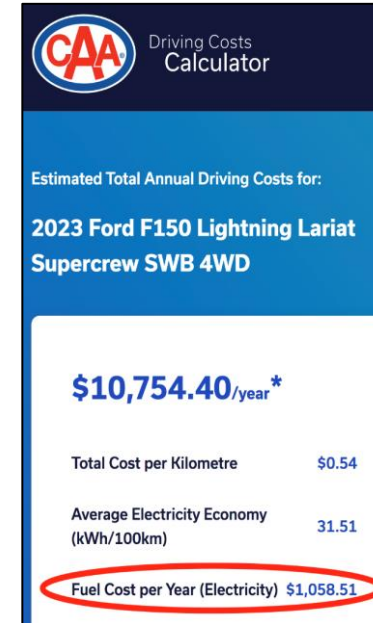 CAA
Driving Costs
Calculator
Estimated Total Annual Driving Costs for:
2023 Ford F150 Lightning Lariat
Supercrew SWB 4WD
$10,754.40/year*
Total Cost per Kilometre $0.54
Average Electricity Economy
(kWh/100km) 31.51
Fuel Cost per Year (Electricity) $1,058.51